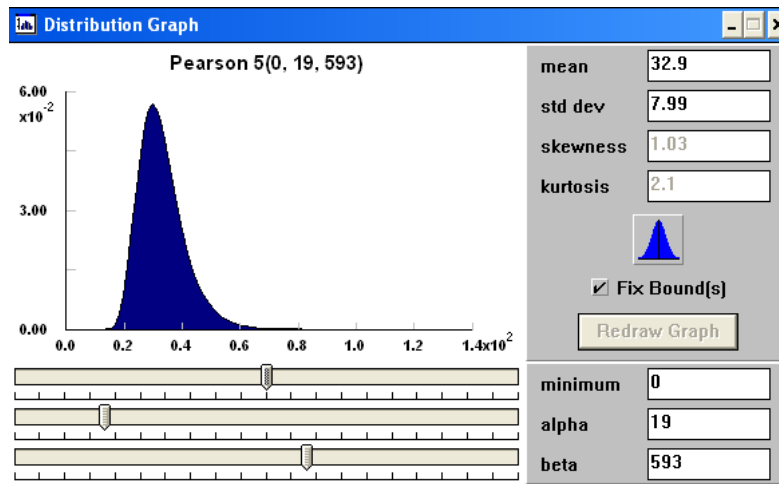 Distribution Graph
Pearson 5(0, 19, 593)
6.00
x10-2
3.00
0.00
0.0 0.2 0.4 0.6 0.8 1.0 1.2 1.4x102
mean 32.9
std dev 7.99
skewness 1.03
kurtosis 2.1
Fix Bound(s)
Redraw Graph
minimum 0
alpha 19
beta 593